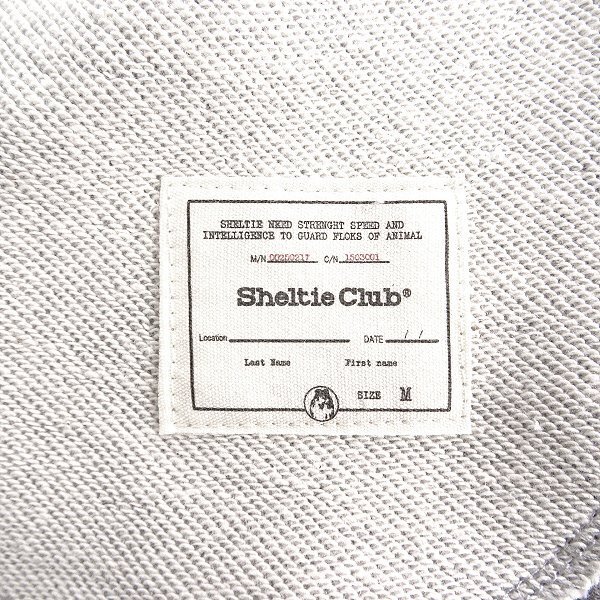 SHELTIE NEED STRENGHT SPEED AND
INTELLIGENCE TO GUARD FLOKS OF ANIMAL
M/N 00250217 C/N 1503001
Sheltie Club®
Location DATE / /
Last Name First name
SIZE M